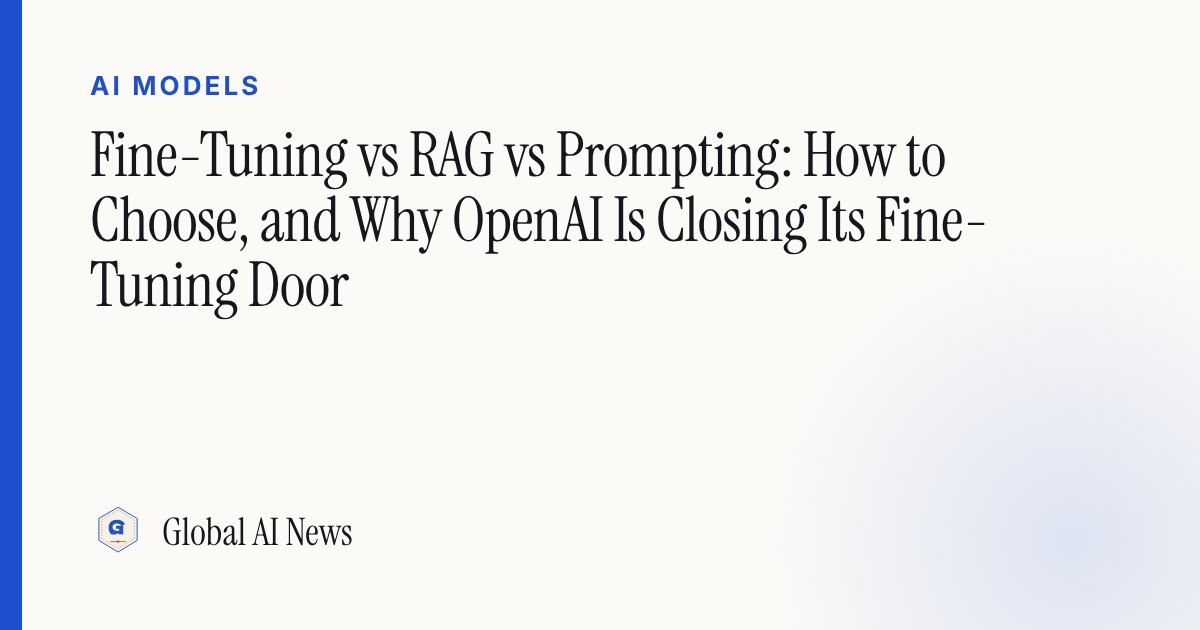 AI MODELS
Fine-Tuning vs RAG vs Prompting: How to
Choose, and Why OpenAI Is Closing Its Fine-
Tuning Door
G
Global AI News